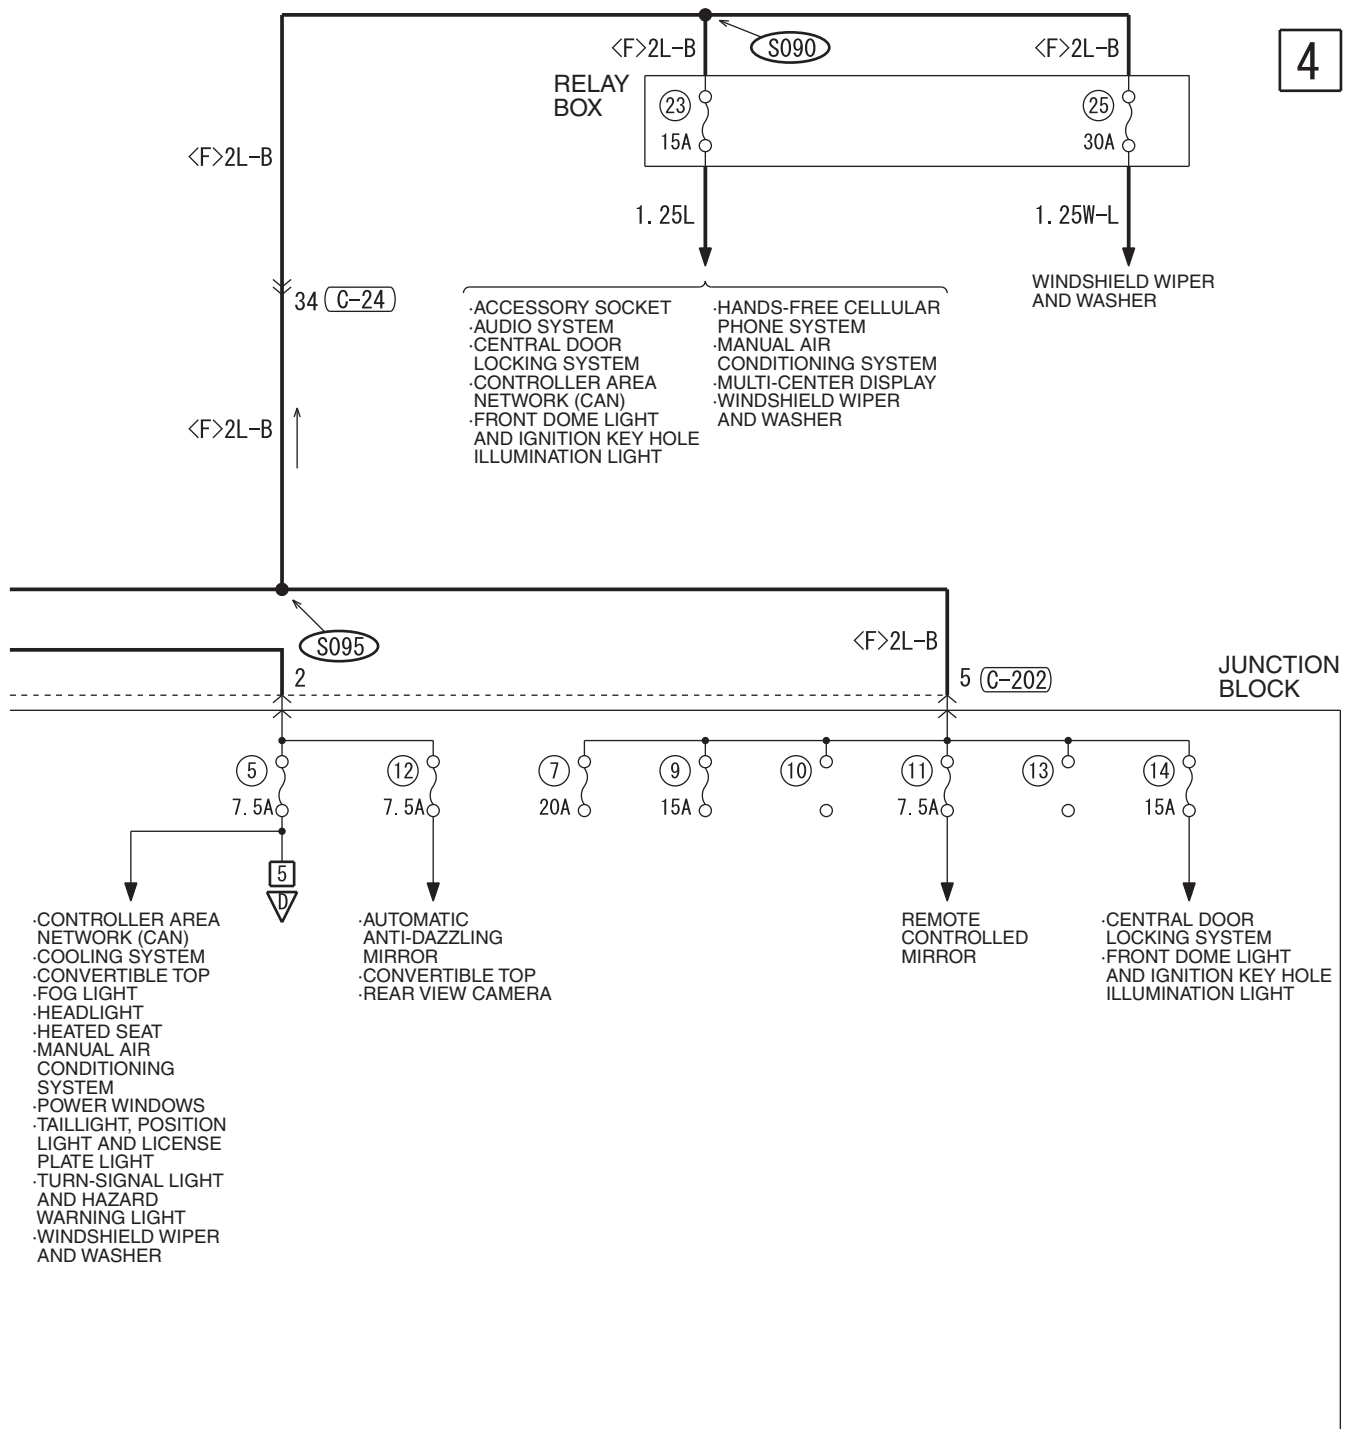 <F>2L-B
S090
<F>2L-B
4
RELAY
BOX
23
15A
25
30A
<F>2L-B
1.25L
1.25W-L
34
C-24
WINDSHIELD WIPER
AND WASHER
·ACCESSORY SOCKET
·AUDIO SYSTEM
·CENTRAL DOOR
LOCKING SYSTEM
·CONTROLLER AREA
NETWORK (CAN)
·FRONT DOME LIGHT
AND IGNITION KEY HOLE
ILLUMINATION LIGHT
·HANDS-FREE CELLULAR
PHONE SYSTEM
·MANUAL AIR
CONDITIONING SYSTEM
·MULTI-CENTER DISPLAY
·WINDSHIELD WIPER
AND WASHER
<F>2L-B
S095
<F>2L-B
2
5
C-202
JUNCTION
BLOCK
5
7.5A
12
7.5A
7
20A
9
15A
10
11
7.5A
13
14
15A
5
D
·CONTROLLER AREA
NETWORK (CAN)
·COOLING SYSTEM
·CONVERTIBLE TOP
·FOG LIGHT
·HEADLIGHT
·HEATED SEAT
·MANUAL AIR
CONDITIONING
SYSTEM
·POWER WINDOWS
·TAILLIGHT, POSITION
LIGHT AND LICENSE
PLATE LIGHT
·TURN-SIGNAL LIGHT
AND HAZARD
WARNING LIGHT
·WINDSHIELD WIPER
AND WASHER
·AUTOMATIC
ANTI-DAZZLING
MIRROR
·CONVERTIBLE TOP
·REAR VIEW CAMERA
REMOTE
CONTROLLED
MIRROR
·CENTRAL DOOR
LOCKING SYSTEM
·FRONT DOME LIGHT
AND IGNITION KEY HOLE
ILLUMINATION LIGHT